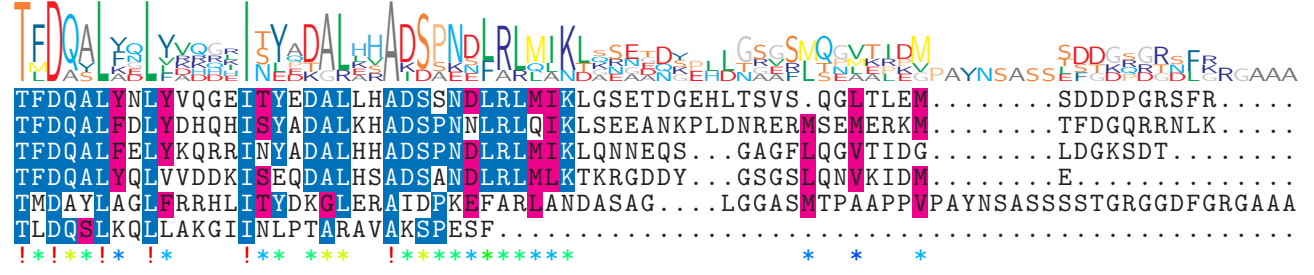 TFDQALYNLYVQGEITYEDALLHADSSNDLRLMIKLGSETDGEHLTSVS.QGLTLEM........SDDDPGRSFR.....
TFDQALFDLYDHQHISYADALKHADSPNNLRLQIKLSEEANKPLDNRERMSEMERKM........TFDGQRRNLK.....
TFDQALFELYKQRRINYADALHHADSPNDLRLMIKLQNNEQS...GAGFLQGVTIDG........LDGKSDT........
TFDQALYQLVVDDKISEQDALHSADSANDLRLMLKTKRGDDY...GSGSLQNVKIDM........E..............
TMDAYLAGLFRRHLITYDKGLERAIDPKEFARLANDASAG....LGGASMTPAAPPVPAYNSASSSSTGRGGDFGRGAAA
TLDQSLKQLLAKGIINLPTARAVAKSPESF..................................................
!*!**!* !*    !** ***  !***********              *  *   *